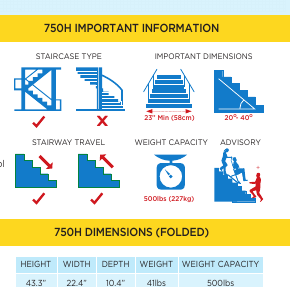 750H IMPORTANT INFORMATION
STAIRCASE TYPE
IMPORTANT DIMENSIONS
23" Min (58cm)
20°- 40°
STAIRWAY TRAVEL
WEIGHT CAPACITY
ADVISORY
ol
500lbs (227kg)
750H DIMENSIONS (FOLDED)
HEIGHT WIDTH DEPTH WEIGHT WEIGHT CAPACITY
43.3" 22.4" 10.4" 41lbs 500lbs